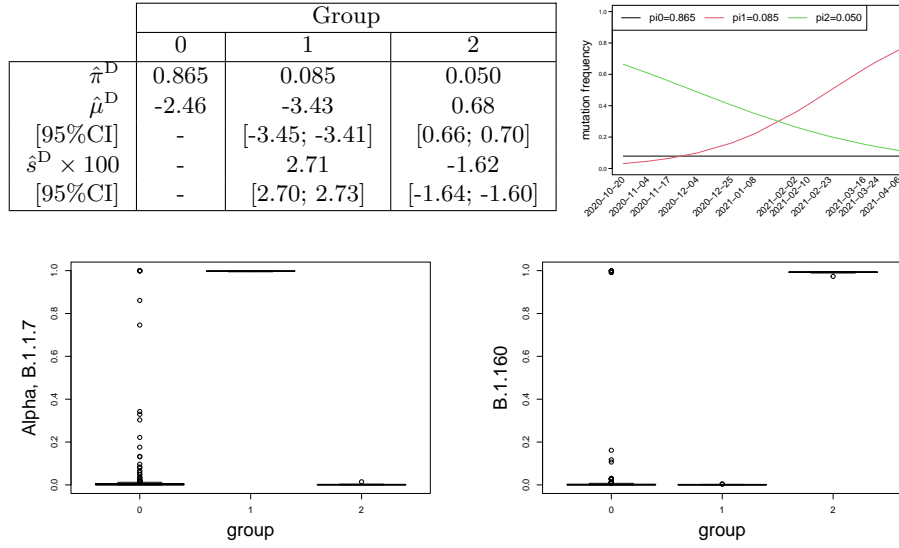 Group
0 1 2
π̂ᴰ 0.865 0.085 0.050
μ̂ᴰ -2.46 -3.43 0.68
[95%CI] - [-3.45; -3.41] [0.66; 0.70]
ŝᴰ × 100 - 2.71 -1.62
[95%CI] - [2.70; 2.73] [-1.64; -1.60]
pi0=0.865 pi1=0.085 pi2=0.050
mutation frequency
1.0
0.8
0.6
0.4
0.2
0.0
2020-10-20 2020-11-04 2020-11-17 2020-12-04 2020-12-25 2021-01-08 2021-02-02 2021-02-10 2021-02-23 2021-03-16 2021-03-24 2021-04-06
Alpha, B.1.1.7
1.0
0.8
0.6
0.4
0.2
0.0
0 1 2
group
B.1.160
1.0
0.8
0.6
0.4
0.2
0.0
0 1 2
group